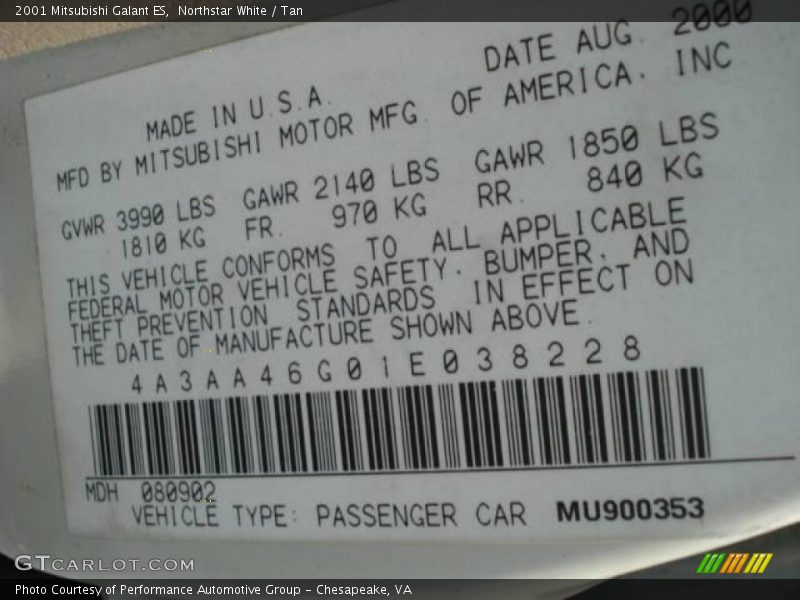 2001 Mitsubishi Galant ES, Northstar White / Tan
DATE AUG. 2000
MADE IN U.S.A.
MFD BY MITSUBISHI MOTOR MFG. OF AMERICA. INC
GVWR 3990 LBS GAWR 2140 LBS GAWR 1850 LBS
1810 KG FR. 970 KG RR. 840 KG
THIS VEHICLE CONFORMS TO ALL APPLICABLE
FEDERAL MOTOR VEHICLE SAFETY. BUMPER. AND
THEFT PREVENTION STANDARDS IN EFFECT ON
THE DATE OF MANUFACTURE SHOWN ABOVE.
4A3AA46G01E038228
MDH 080902
VEHICLE TYPE: PASSENGER CAR MU900353
GTCARLOT.COM
Photo Courtesy of Performance Automotive Group - Chesapeake, VA